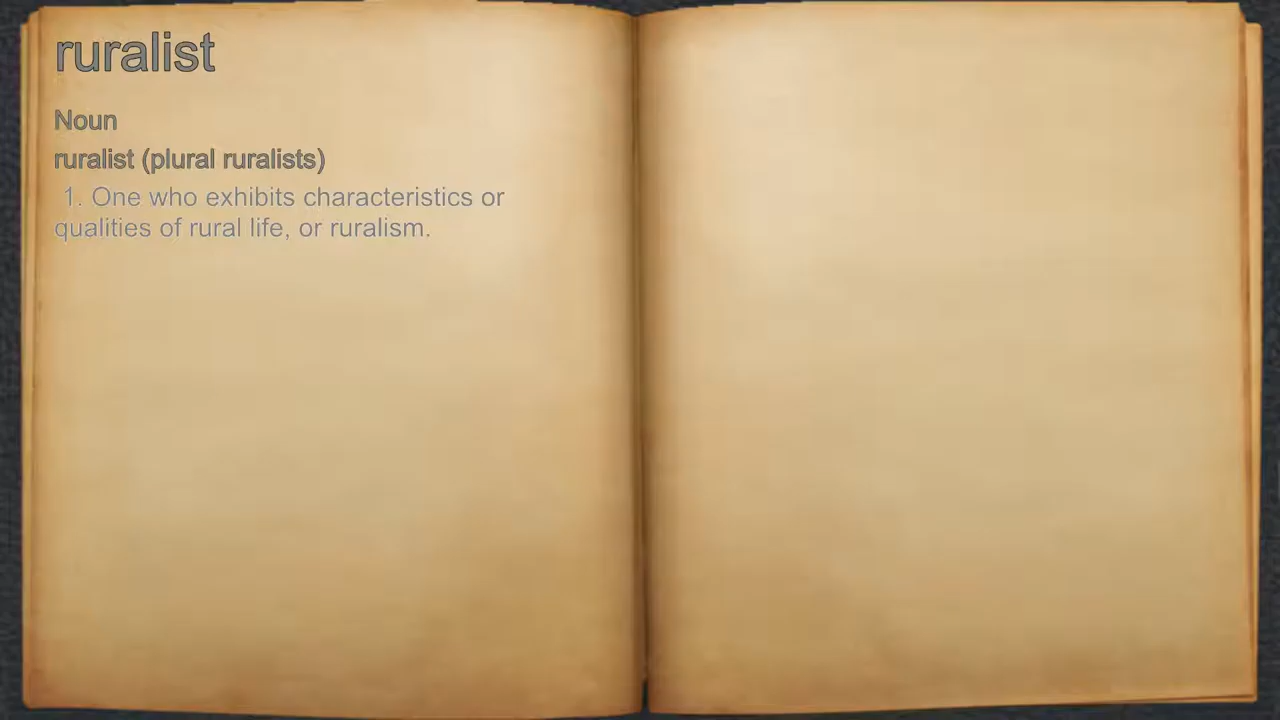 ruralist
Noun
ruralist (plural ruralists)
1. One who exhibits characteristics or
qualities of rural life, or ruralism.